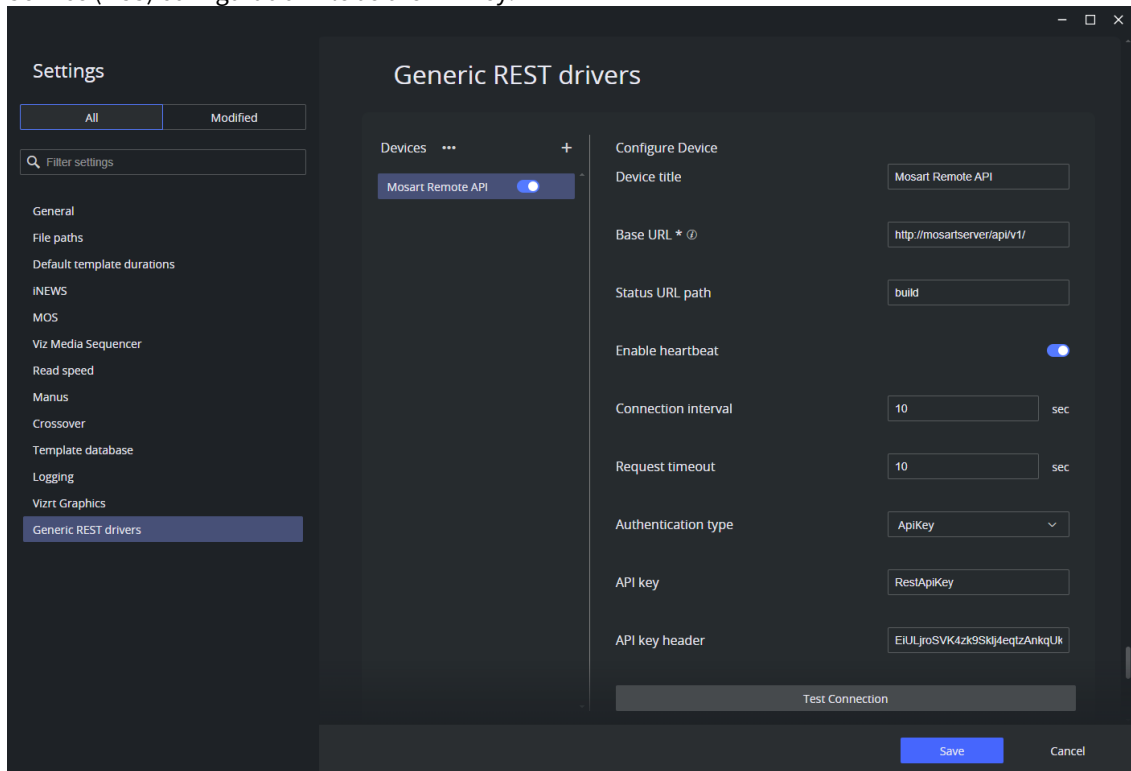 Settings
All Modified
Filter settings
General
File paths
Default template durations
iNEWS
MOS
Viz Media Sequencer
Read speed
Manus
Crossover
Template database
Logging
Vizrt Graphics
Generic REST drivers
Generic REST drivers
Devices ••• +
Mosart Remote API
Configure Device
Device title Mosart Remote API
Base URL * http://mosartserver/api/v1/
Status URL path build
Enable heartbeat
Connection interval 10 sec
Request timeout 10 sec
Authentication type ApiKey
API key RestApiKey
API key header EiULjroSVK4zk9Sklj4eqtzAnkqUk
Test Connection
Save Cancel